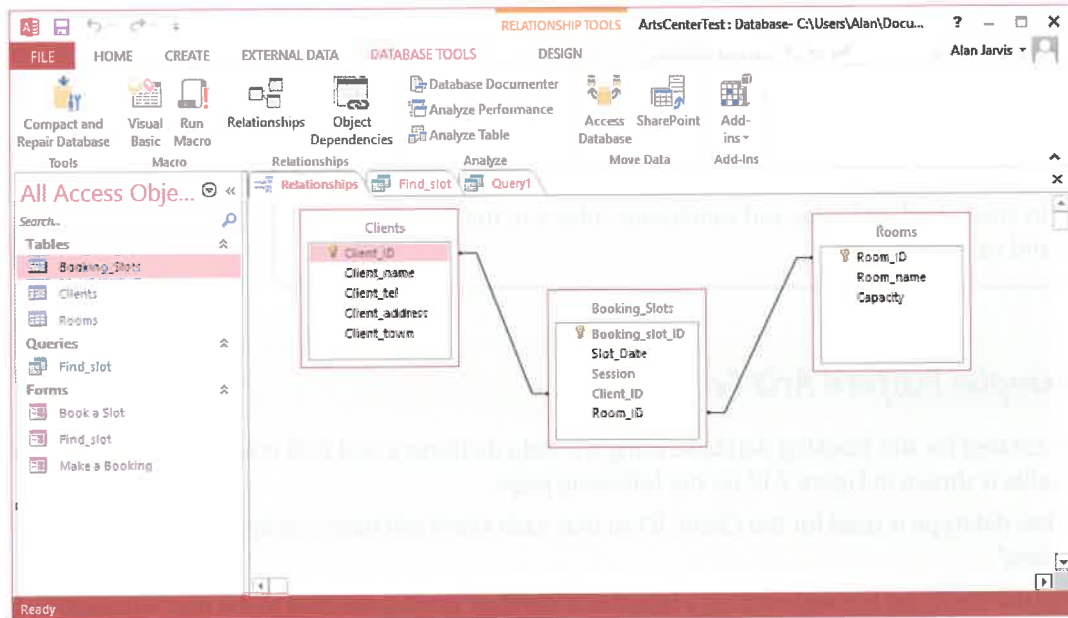 RELATIONSHIP TOOLS
ArtsCenterTest : Database- C:\Users\Alan\Docu...
?
FILE
HOME
CREATE
EXTERNAL DATA
DATABASE TOOLS
DESIGN
Alan Jarvis
Compact and
Repair Database
Tools
Visual
Basic
Run
Macro
Macro
Relationships
Object
Dependencies
Relationships
Database Documenter
Analyze Performance
Analyze Table
Analyze
Access
Database
SharePoint
Move Data
Add-
ins
Add-Ins
All Access Obje...
Search...
Tables
Booking_Slots
Clients
Rooms
Queries
Find_slot
Forms
Book a Slot
Find_slot
Make a Booking
Relationships
Find_slot
Query1
Clients
Client_ID
Client_name
Client_tel
Client_address
Client_town
Booking_Slots
Booking_slot_ID
Slot_Date
Session
Client_ID
Room_ID
Rooms
Room_ID
Room_name
Capacity
Ready